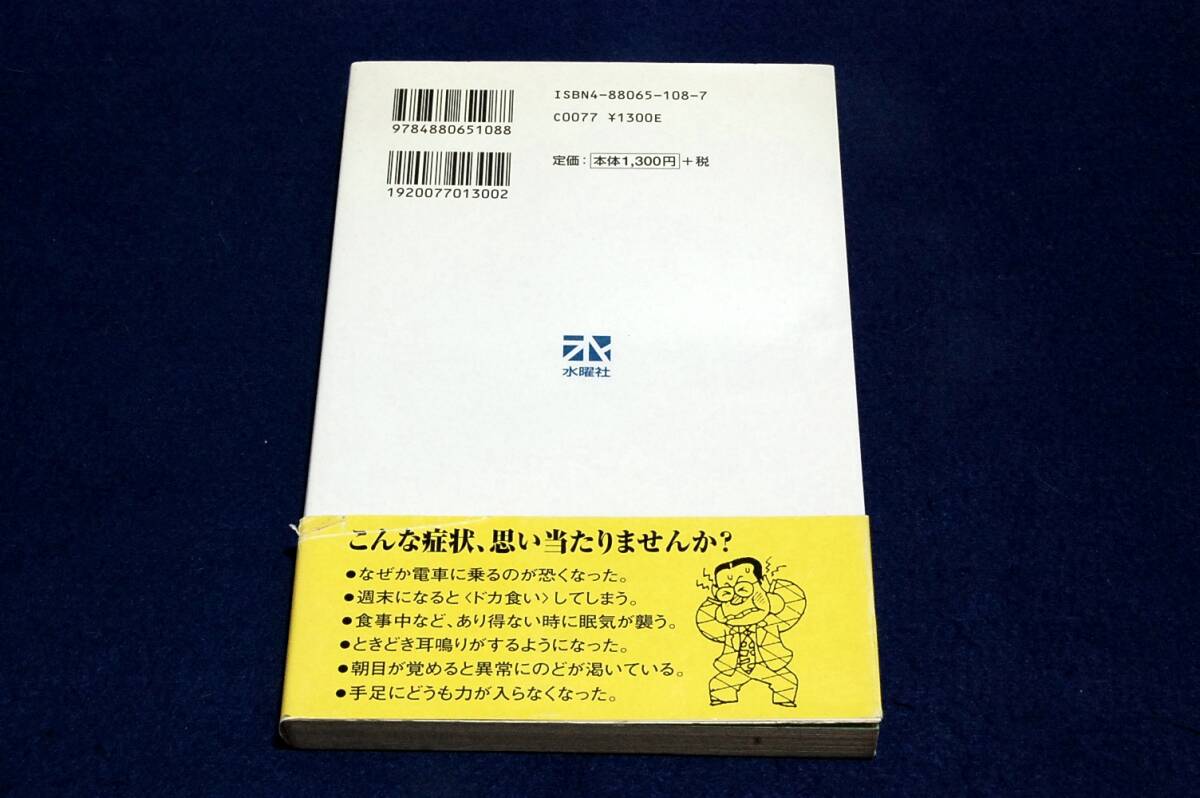 ISBN4-88065-108-7
9784880651088
C0077 ¥1300E
定価：本体1,300円＋税
1920077013002
水曜社
こんな症状、思い当たりませんか？
●なぜか電車に乗るのが恐くなった。
●週末になると〈ドカ食い〉してしまう。
●食事中など、あり得ない時に眠気が襲う。
●ときどき耳鳴りがするようになった。
●朝目が覚めると異常にのどが渇いている。
●手足にどうも力が入らなくなった。